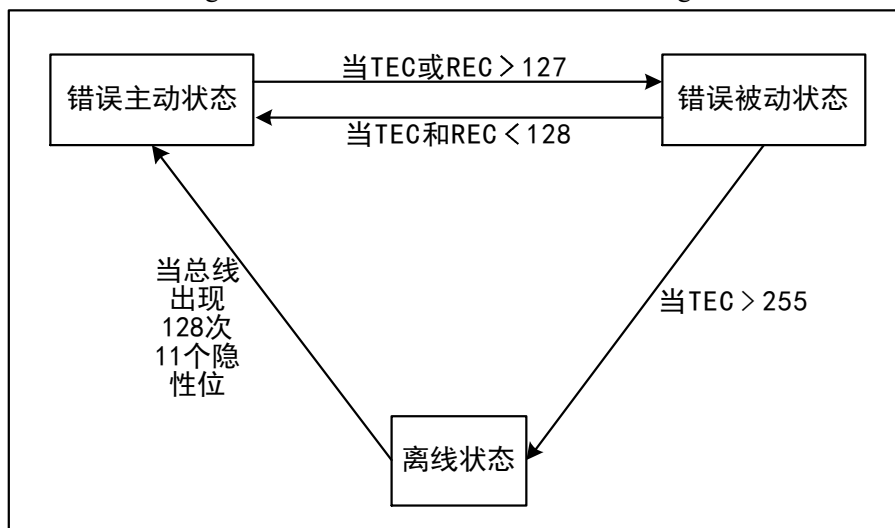 错误主动状态
当TEC或REC＞127
错误被动状态
当TEC和REC＜128
当总线
出现
128次
11个隐
性位
当TEC＞255
离线状态